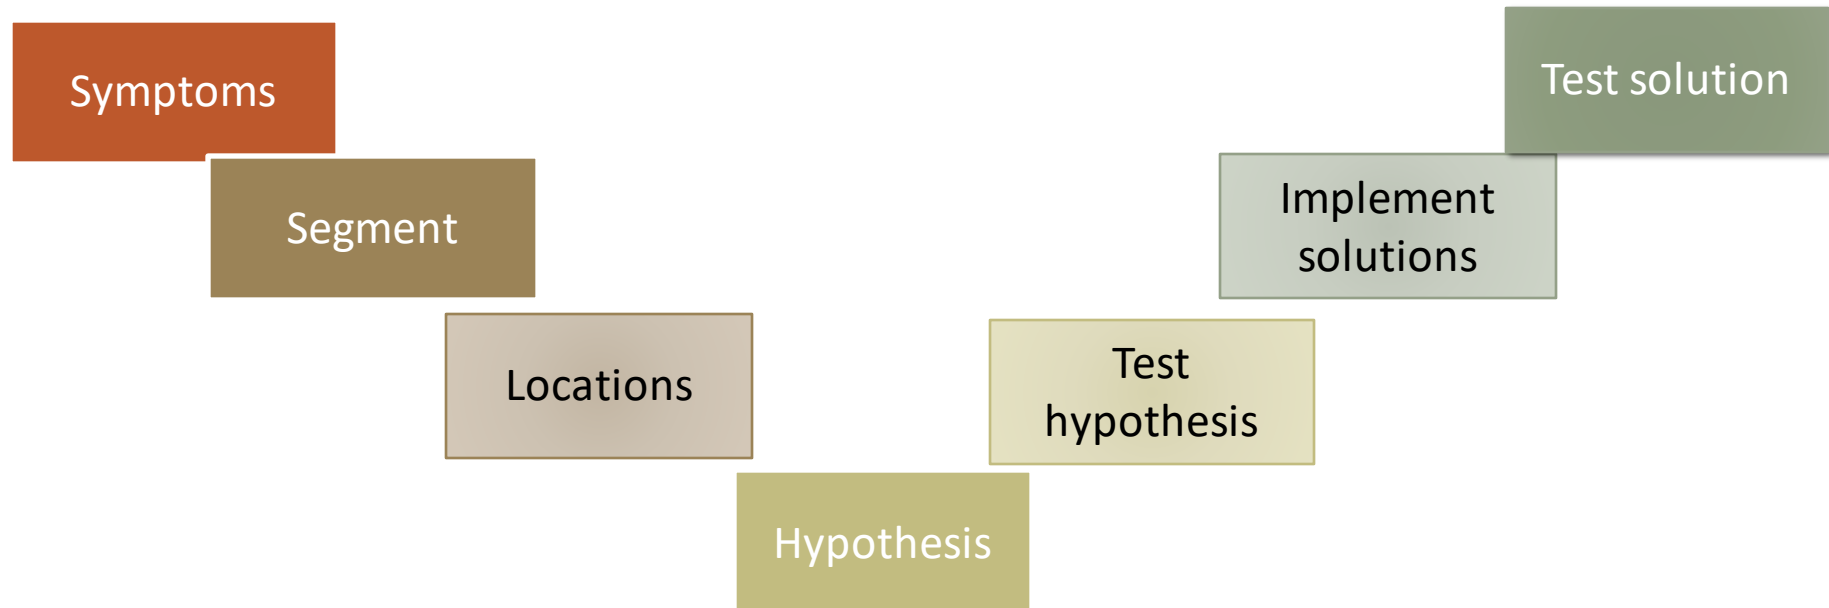 Symptoms
Segment
Locations
Hypothesis
Test
hypothesis
Implement
solutions
Test solution